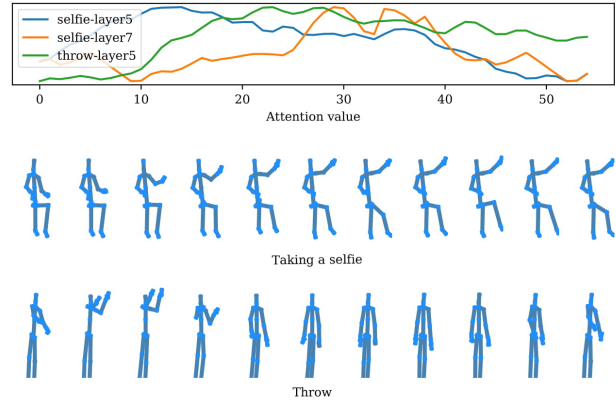 selfie-layer5
selfie-layer7
throw-layer5
0 10 20 30 40 50
Attention value
Taking a selfie
Throw